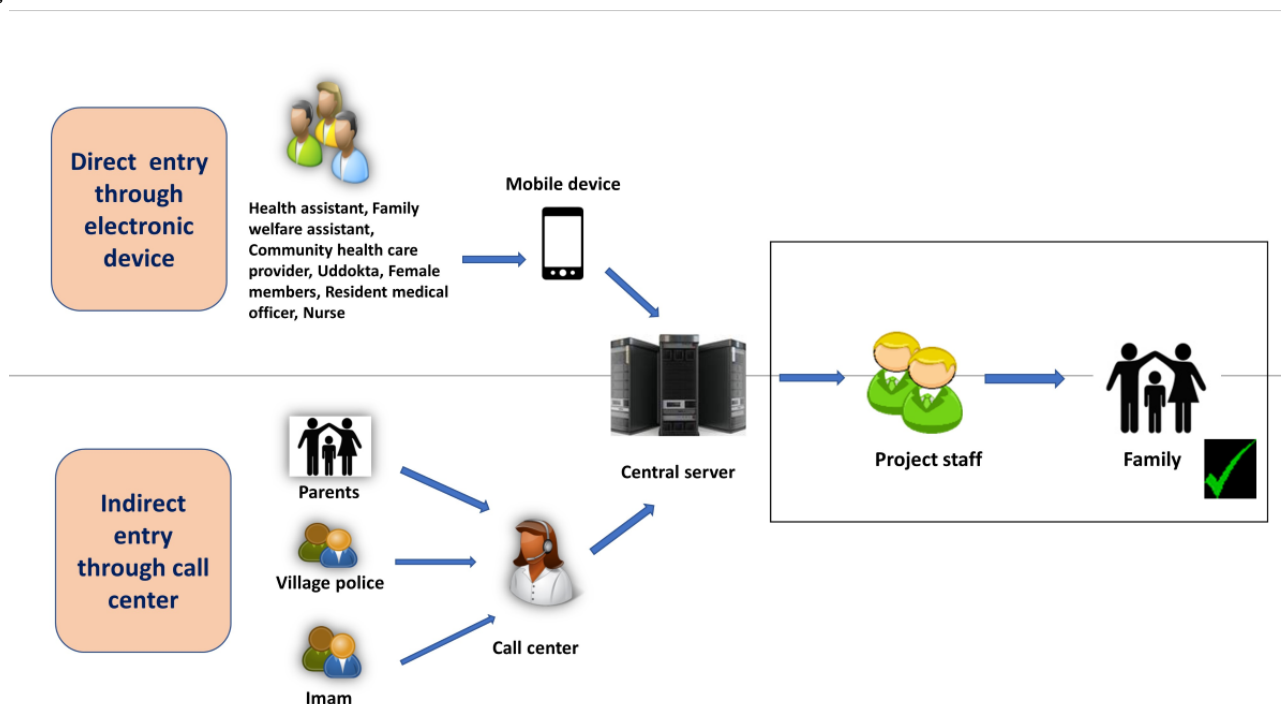 Direct entry
through
electronic
device
Health assistant, Family
welfare assistant,
Community health care
provider, Uddokta, Female
members, Resident medical
officer, Nurse
Mobile device
Central server
Project staff
Family
Indirect
entry
through call
center
Parents
Village police
Imam
Call center